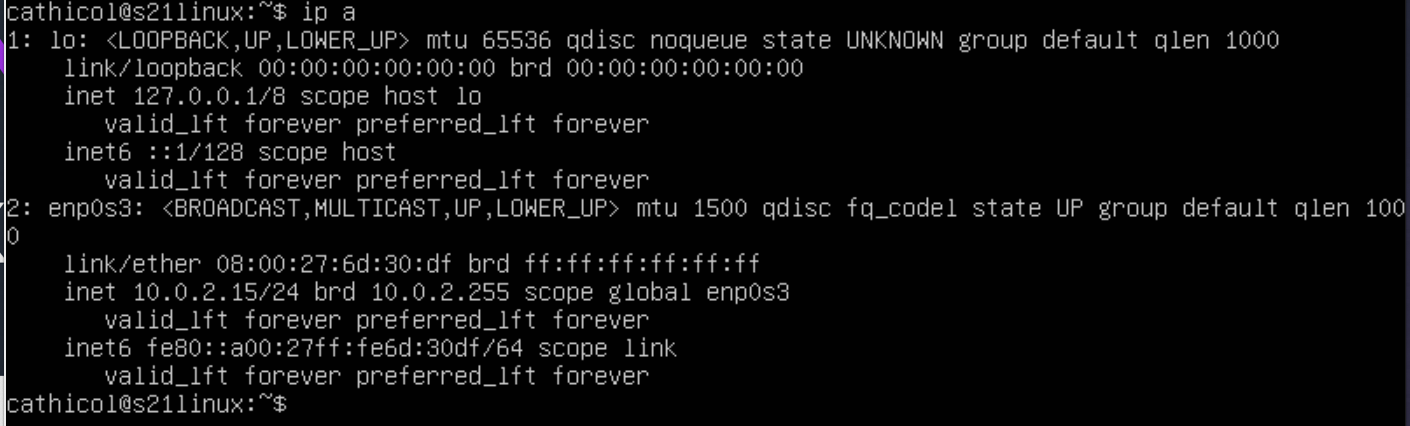 cathicol@s21linux:~$ ip a
1: lo: <LOOPBACK,UP,LOWER_UP> mtu 65536 qdisc noqueue state UNKNOWN group default qlen 1000
    link/loopback 00:00:00:00:00:00 brd 00:00:00:00:00:00
    inet 127.0.0.1/8 scope host lo
       valid_lft forever preferred_lft forever
    inet6 ::1/128 scope host
       valid_lft forever preferred_lft forever
2: enp0s3: <BROADCAST,MULTICAST,UP,LOWER_UP> mtu 1500 qdisc fq_codel state UP group default qlen 100
0
    link/ether 08:00:27:6d:30:df brd ff:ff:ff:ff:ff:ff
    inet 10.0.2.15/24 brd 10.0.2.255 scope global enp0s3
       valid_lft forever preferred_lft forever
    inet6 fe80::a00:27ff:fe6d:30df/64 scope link
       valid_lft forever preferred_lft forever
cathicol@s21linux:~$